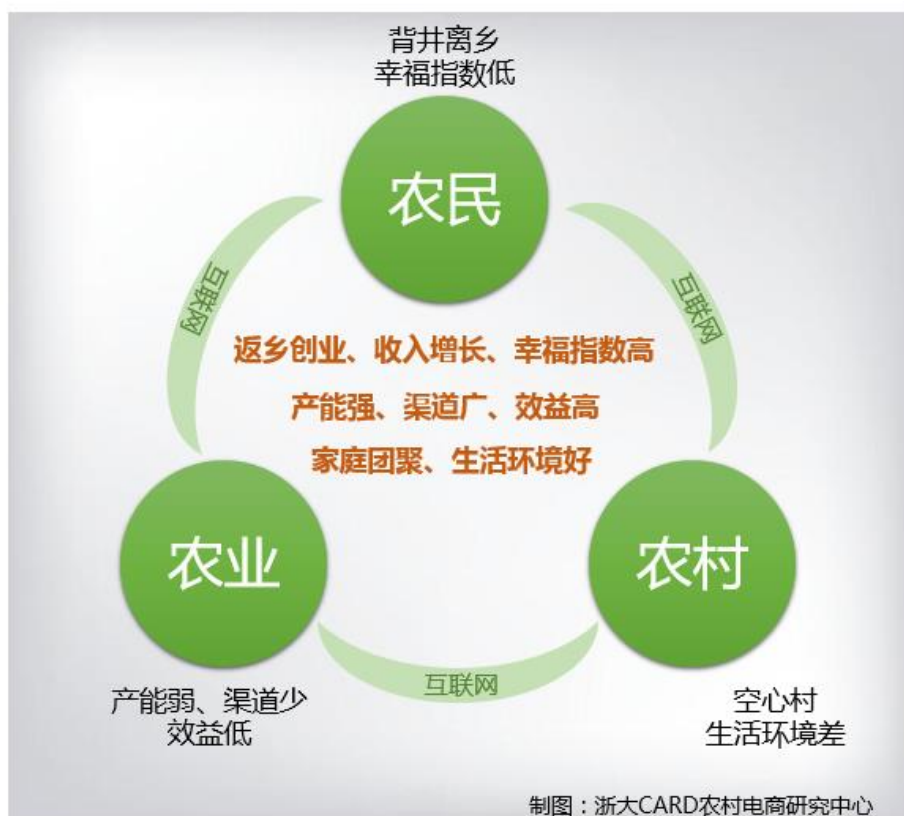 背井离乡
幸福指数低
农民
互联网
互联网
返乡创业、收入增长、幸福指数高
产能强、渠道广、效益高
家庭团聚、生活环境好
农业
农村
互联网
产能弱、渠道少
效益低
空心村
生活环境差
制图：浙大CARD农村电商研究中心